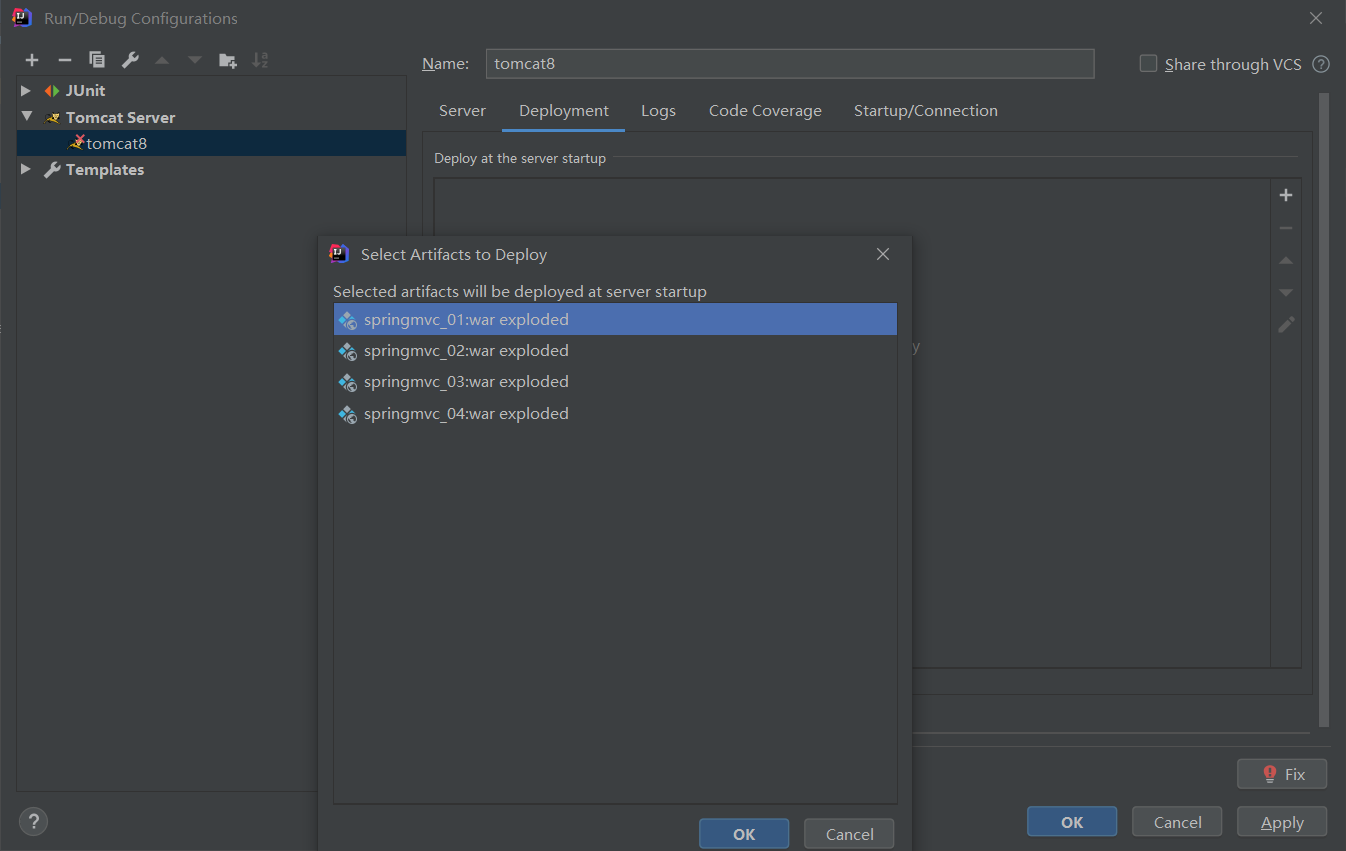 Run/Debug Configurations
Name: tomcat8
Share through VCS
JUnit
Tomcat Server
tomcat8
Templates
Server Deployment Logs Code Coverage Startup/Connection
Deploy at the server startup
Select Artifacts to Deploy
Selected artifacts will be deployed at server startup
springmvc_01:war exploded
springmvc_02:war exploded
springmvc_03:war exploded
springmvc_04:war exploded
OK Cancel
Fix
OK Cancel Apply